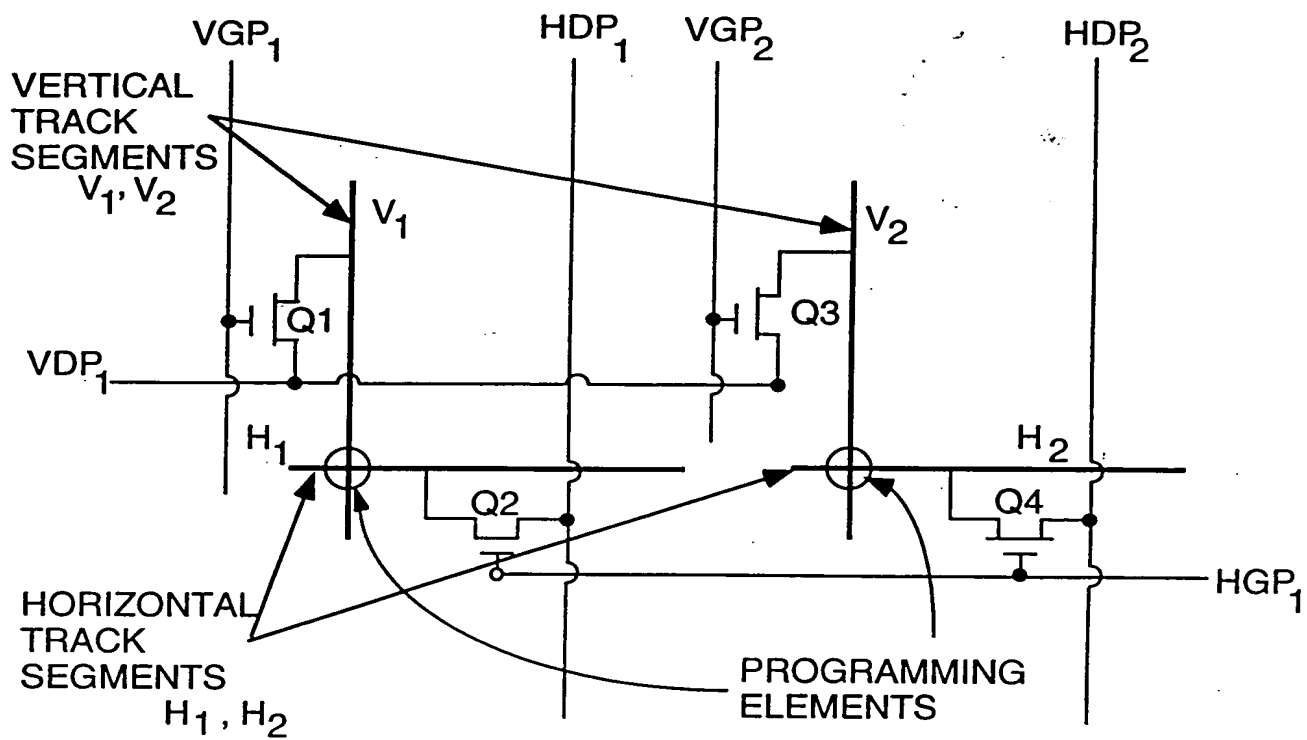 VGP1
HDP1
VGP2
HDP2
VERTICAL
TRACK
SEGMENTS
V1, V2
V1
V2
Q1
Q3
VDP1
H1
H2
Q2
Q4
HGP1
HORIZONTAL
TRACK
SEGMENTS
H1, H2
PROGRAMMING
ELEMENTS